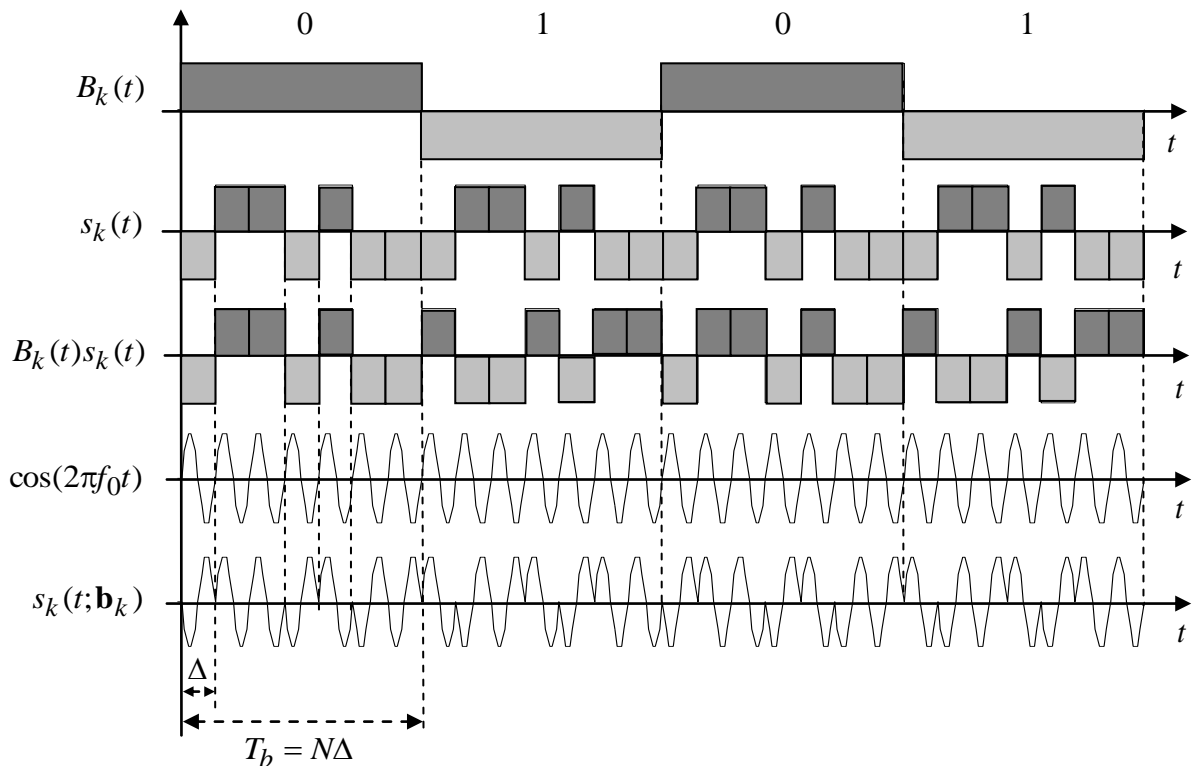 0 1 0 1
B_k(t)
t
s_k(t)
t
B_k(t)s_k(t)
t
cos(2πf_0t)
t
s_k(t;𝐛_k)
t
Δ
T_b = NΔ